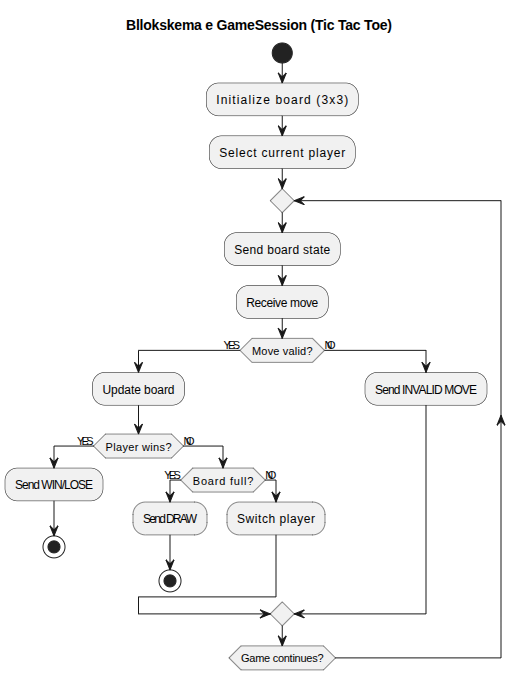 Bllokskema e GameSession (Tic Tac Toe)
Initialize board (3x3)
Select current player
Send board state
Receive move
YES
Move valid?
NO
Update board
Send INVALID MOVE
YES
Player wins?
NO
Send WIN/LOSE
YES
Board full?
NO
Send DRAW
Switch player
Game continues?